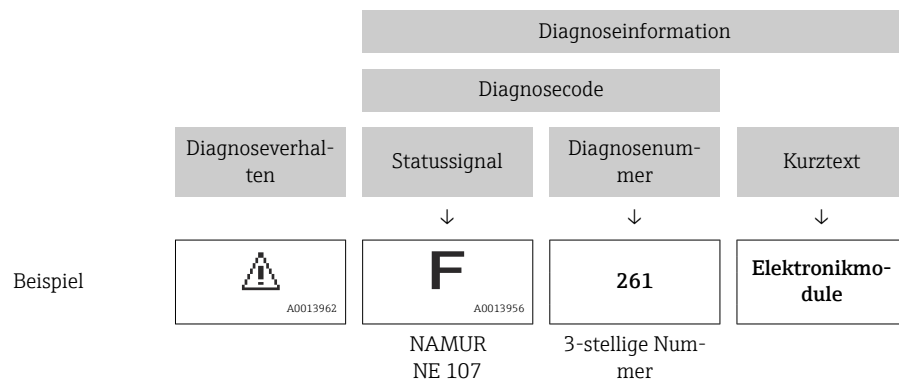 Diagnoseinformation
Diagnosecode
Diagnoseverhal-
ten
Statussignal
Diagnosenum-
mer
Kurztext
↓ ↓ ↓
Beispiel
A0013962
F
A0013956
261
Elektronikmo-
dule
NAMUR
NE 107
3-stellige Num-
mer